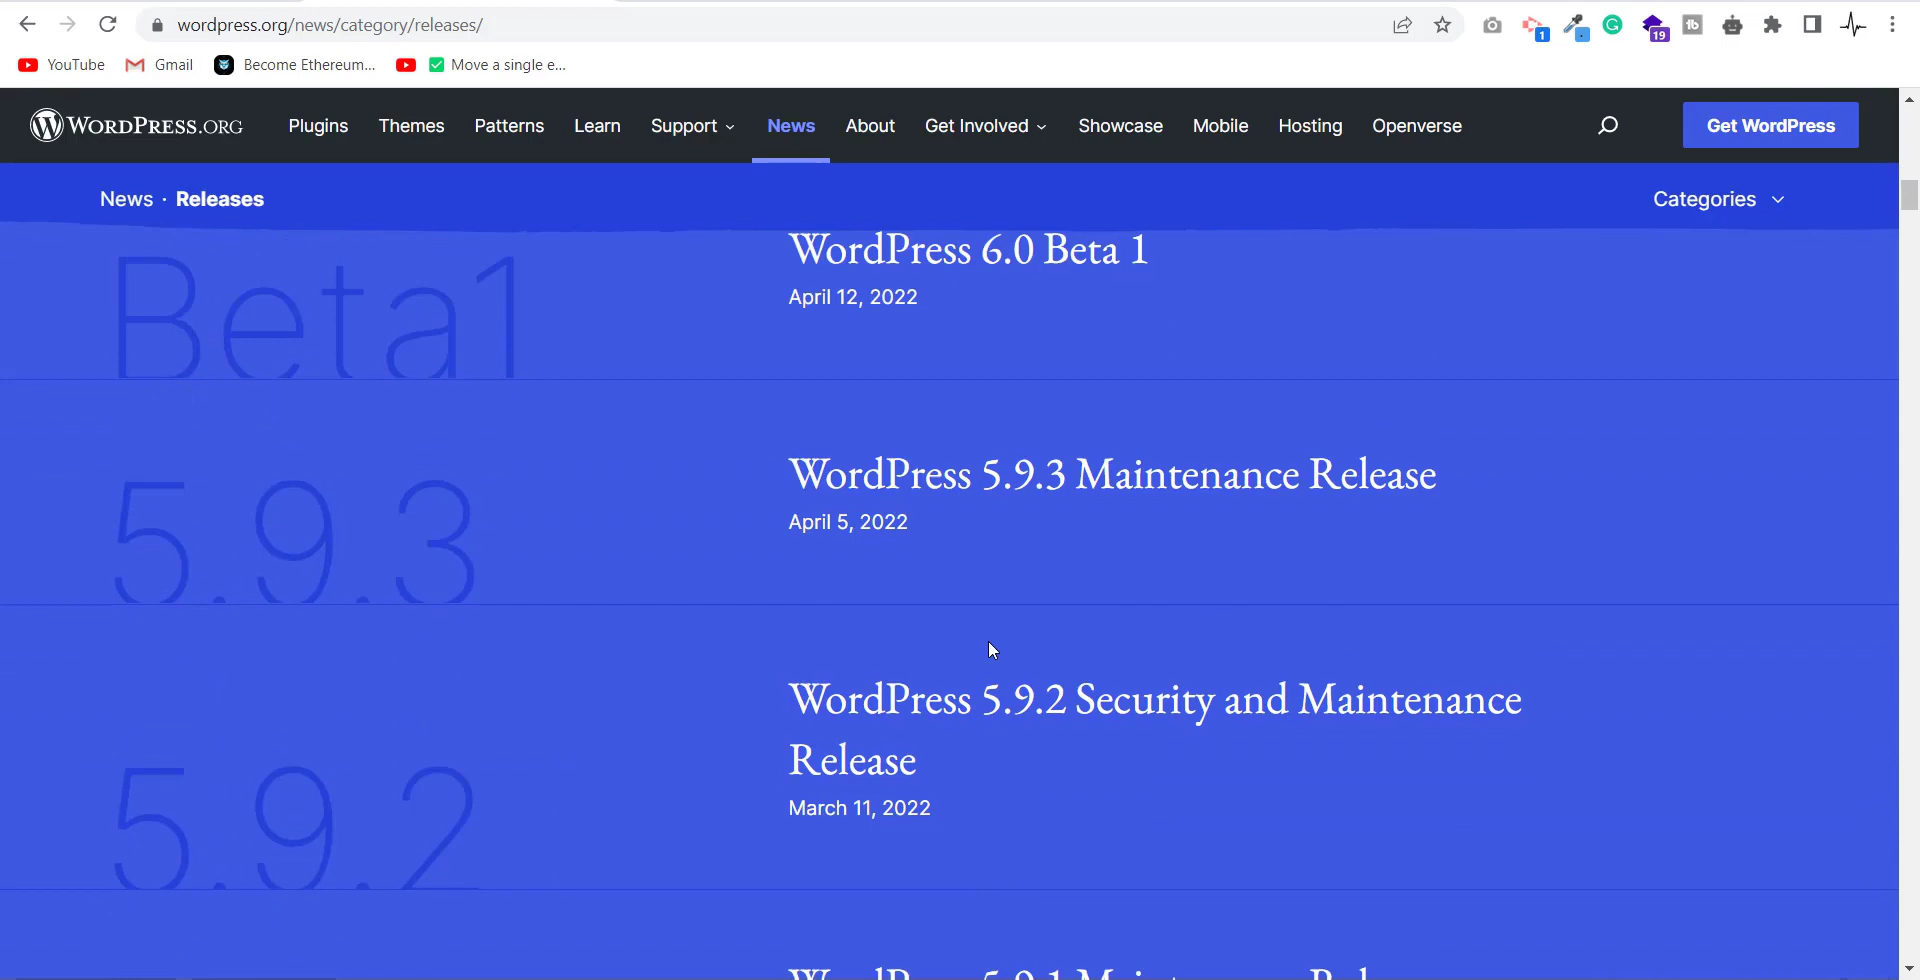 wordpress.org/news/category/releases/
1
19
YouTube
Gmail
Become Ethereum...
Move a single e...
WORDPRESS.ORG
Plugins
Themes
Patterns
Learn
Support
News
About
Get Involved
Showcase
Mobile
Hosting
Openverse
Get WordPress
News · Releases
Categories
Beta1
WordPress 6.0 Beta 1
April 12, 2022
5.9.3
WordPress 5.9.3 Maintenance Release
April 5, 2022
5.9.2
WordPress 5.9.2 Security and Maintenance
Release
March 11, 2022